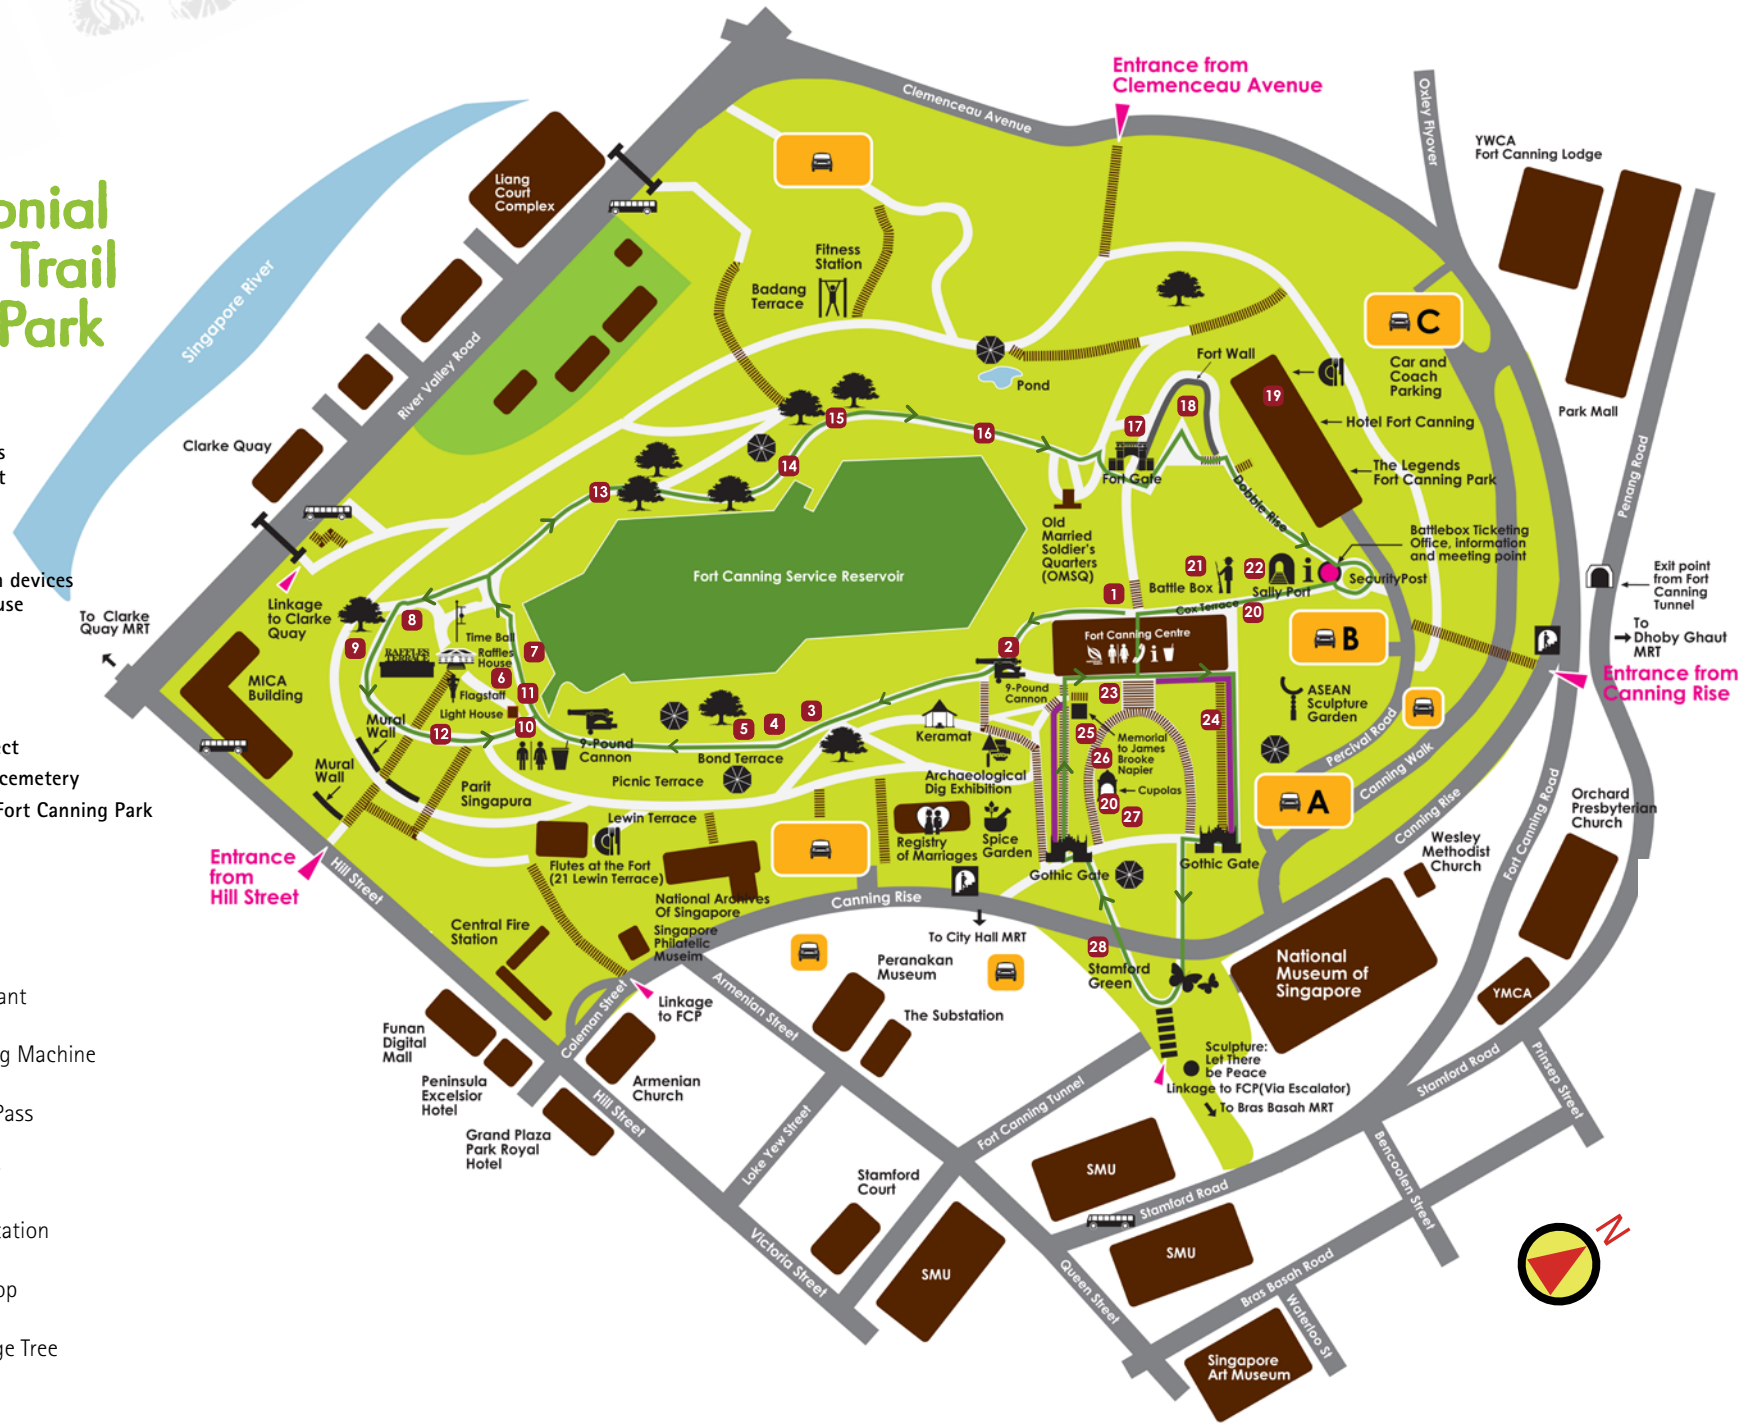 onial
Trail
Park
s
t
n devices
use
ect
cemetery
Fort Canning Park
ant
g Machine
Pass
tation
op
ge Tree
Entrance from
Clemenceau Avenue
Clemenceau Avenue
Oxley Flyover
YWCA
Fort Canning Lodge
Park Mall
Penang Road
Liang
Court
Complex
Singapore River
River Valley Road
Clarke Quay
Fitness
Station
Badang
Terrace
Pond
Fort Wall
C
Car and
Coach
Parking
19
Hotel Fort Canning
The Legends
Fort Canning Park
18
17
Fort Gate
16
15
14
13
Dobbie Rise
Old
Married
Soldier's
Quarters
(OMSQ)
Battlebox Ticketing
Office, information
and meeting point
Fort Canning Service Reservoir
21
Battle Box
22
Sally Port
i
SecurityPost
Exit point
from Fort
Canning
Tunnel
To
Dhoby Ghaut
MRT
Entrance from
Canning Rise
Linkage
to Clarke
Quay
To Clarke
Quay MRT
1
Cox Terrace
20
B
Fort Canning Centre
i
2
9-Pound
Cannon
8
9
RAFFLES
TERRACE
Time Ball
Raffles
House
7
6
Flagstaff
11
Light House
10
12
MICA
Building
Mural
Wall
Mural
Wall
9-Pound
Cannon
5
4
3
Bond Terrace
Picnic Terrace
Parit
Singapura
Keramat
Archaeological
Dig Exhibition
23
24
25
Memorial
to James
Brooke
Napier
26
Cupolas
20
27
ASEAN
Sculpture
Garden
Percival Road
Canning Walk
Canning Rise
A
Fort Canning Road
Orchard
Presbyterian
Church
Wesley
Methodist
Church
Lewin Terrace
Flutes at the Fort
(21 Lewin Terrace)
Registry
of Marriages
Spice
Garden
Gothic Gate
Gothic Gate
Entrance
from
Hill Street
Hill Street
National Archives
Of Singapore
Singapore
Philatelic
Museim
Central Fire
Station
Canning Rise
To City Hall MRT
28
Stamford
Green
National
Museum of
Singapore
YMCA
Peranakan
Museum
The Substation
Armenian Street
Linkage
to FCP
Coleman Street
Funan
Digital
Mall
Peninsula
Excelsior
Hotel
Armenian
Church
Grand Plaza
Park Royal
Hotel
Hill Street
Loke Yew Street
Fort Canning Tunnel
Sculpture:
Let There
be Peace
Linkage to FCP(Via Escalator)
To Bras Basah MRT
Stamford Road
Prinsep Street
Bencoolen Street
SMU
Stamford Road
SMU
Stamford
Court
SMU
Victoria Street
Queen Street
Bras Basah Road
Waterloo St
Singapore
Art Museum
N